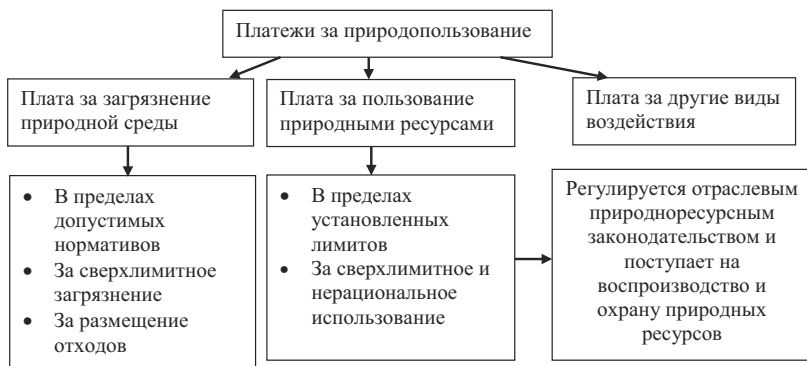 Платежи за природопользование
Плата за загрязнение
природной среды
Плата за пользование
природными ресурсами
Плата за другие виды
воздействия
• В пределах
допустимых
нормативов
• За сверхлимитное
загрязнение
• За размещение
отходов
• В пределах
установленных
лимитов
• За сверхлимитное и
нерациональное
использование
Регулируется отраслевым
природноресурсным
законодательством и
поступает на
воспроизводство и
охрану природных
ресурсов